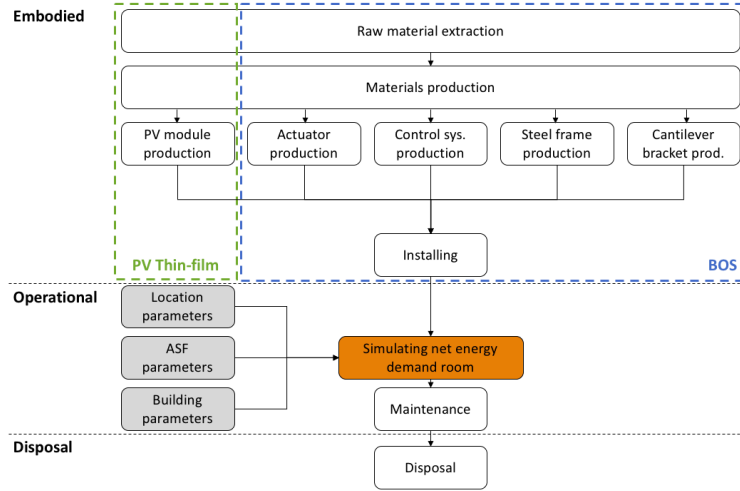 Embodied
Raw material extraction
Materials production
PV module
production
Actuator
production
Control sys.
production
Steel frame
production
Cantilever
bracket prod.
Installing
PV Thin-film
BOS
Operational
Location
parameters
ASF
parameters
Building
parameters
Simulating net energy
demand room
Maintenance
Disposal
Disposal